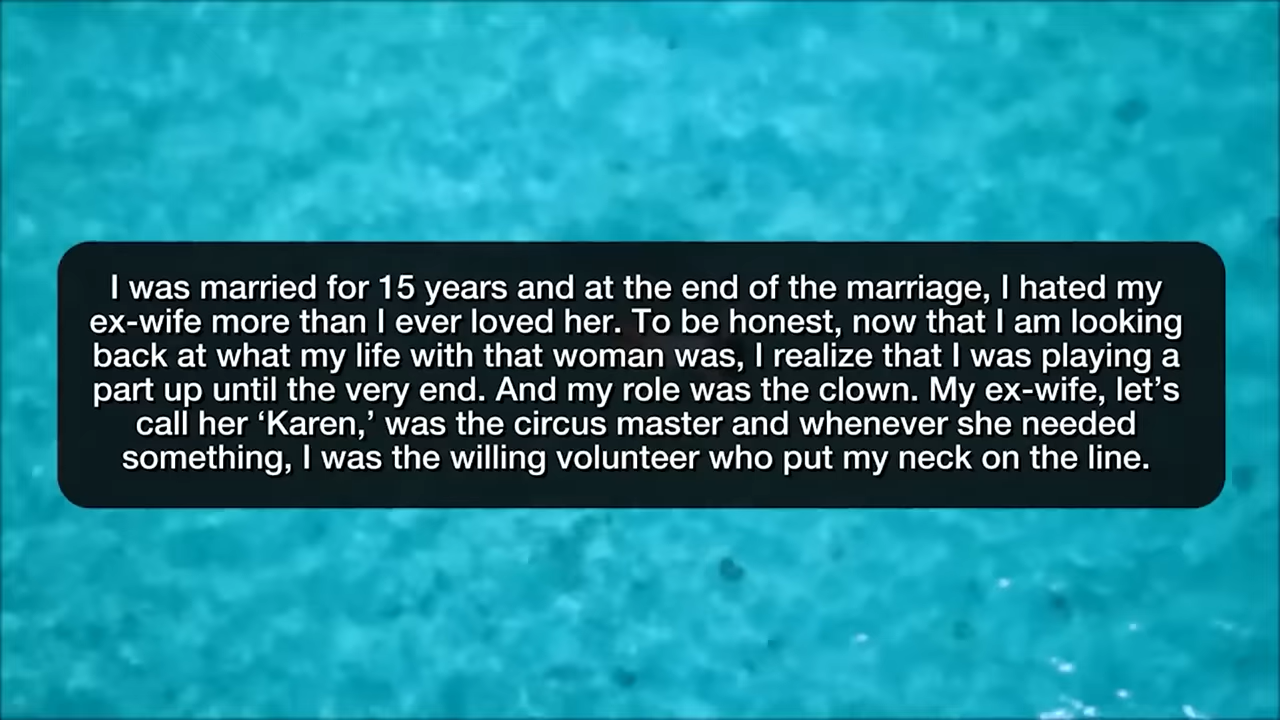 I was married for 15 years and at the end of the marriage, I hated my
ex-wife more than I ever loved her. To be honest, now that I am looking
back at what my life with that woman was, I realize that I was playing a
part up until the very end. And my role was the clown. My ex-wife, let’s
call her ‘Karen,’ was the circus master and whenever she needed
something, I was the willing volunteer who put my neck on the line.